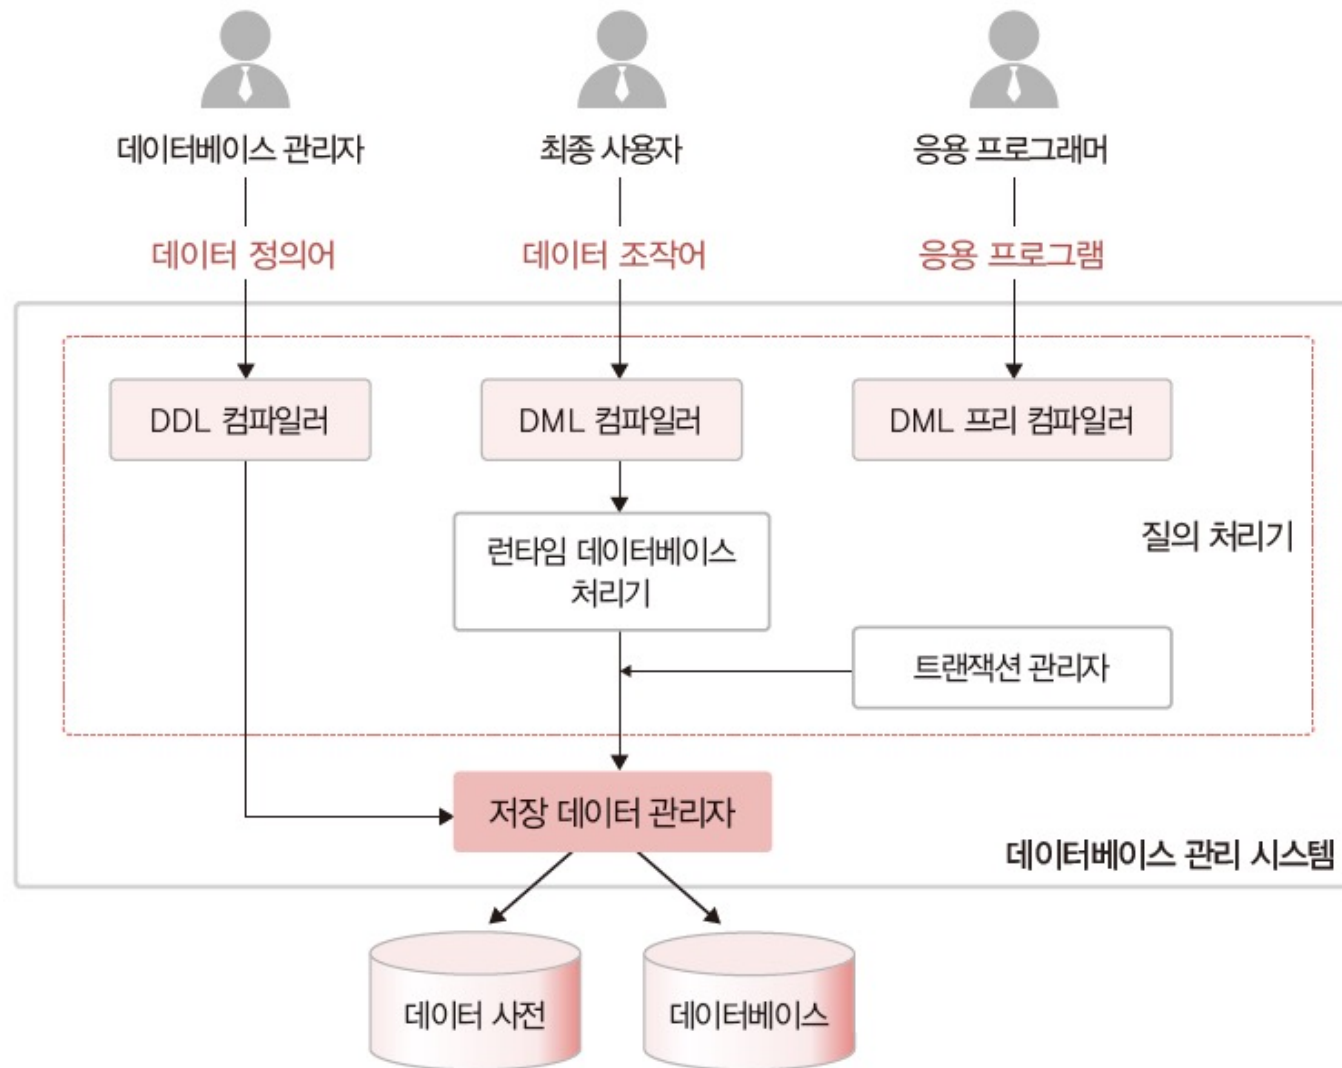 데이터베이스 관리자
최종 사용자
응용 프로그래머
데이터 정의어
데이터 조작어
응용 프로그램
DDL 컴파일러
DML 컴파일러
DML 프리 컴파일러
런타임 데이터베이스
처리기
질의 처리기
트랜잭션 관리자
저장 데이터 관리자
데이터베이스 관리 시스템
데이터 사전
데이터베이스